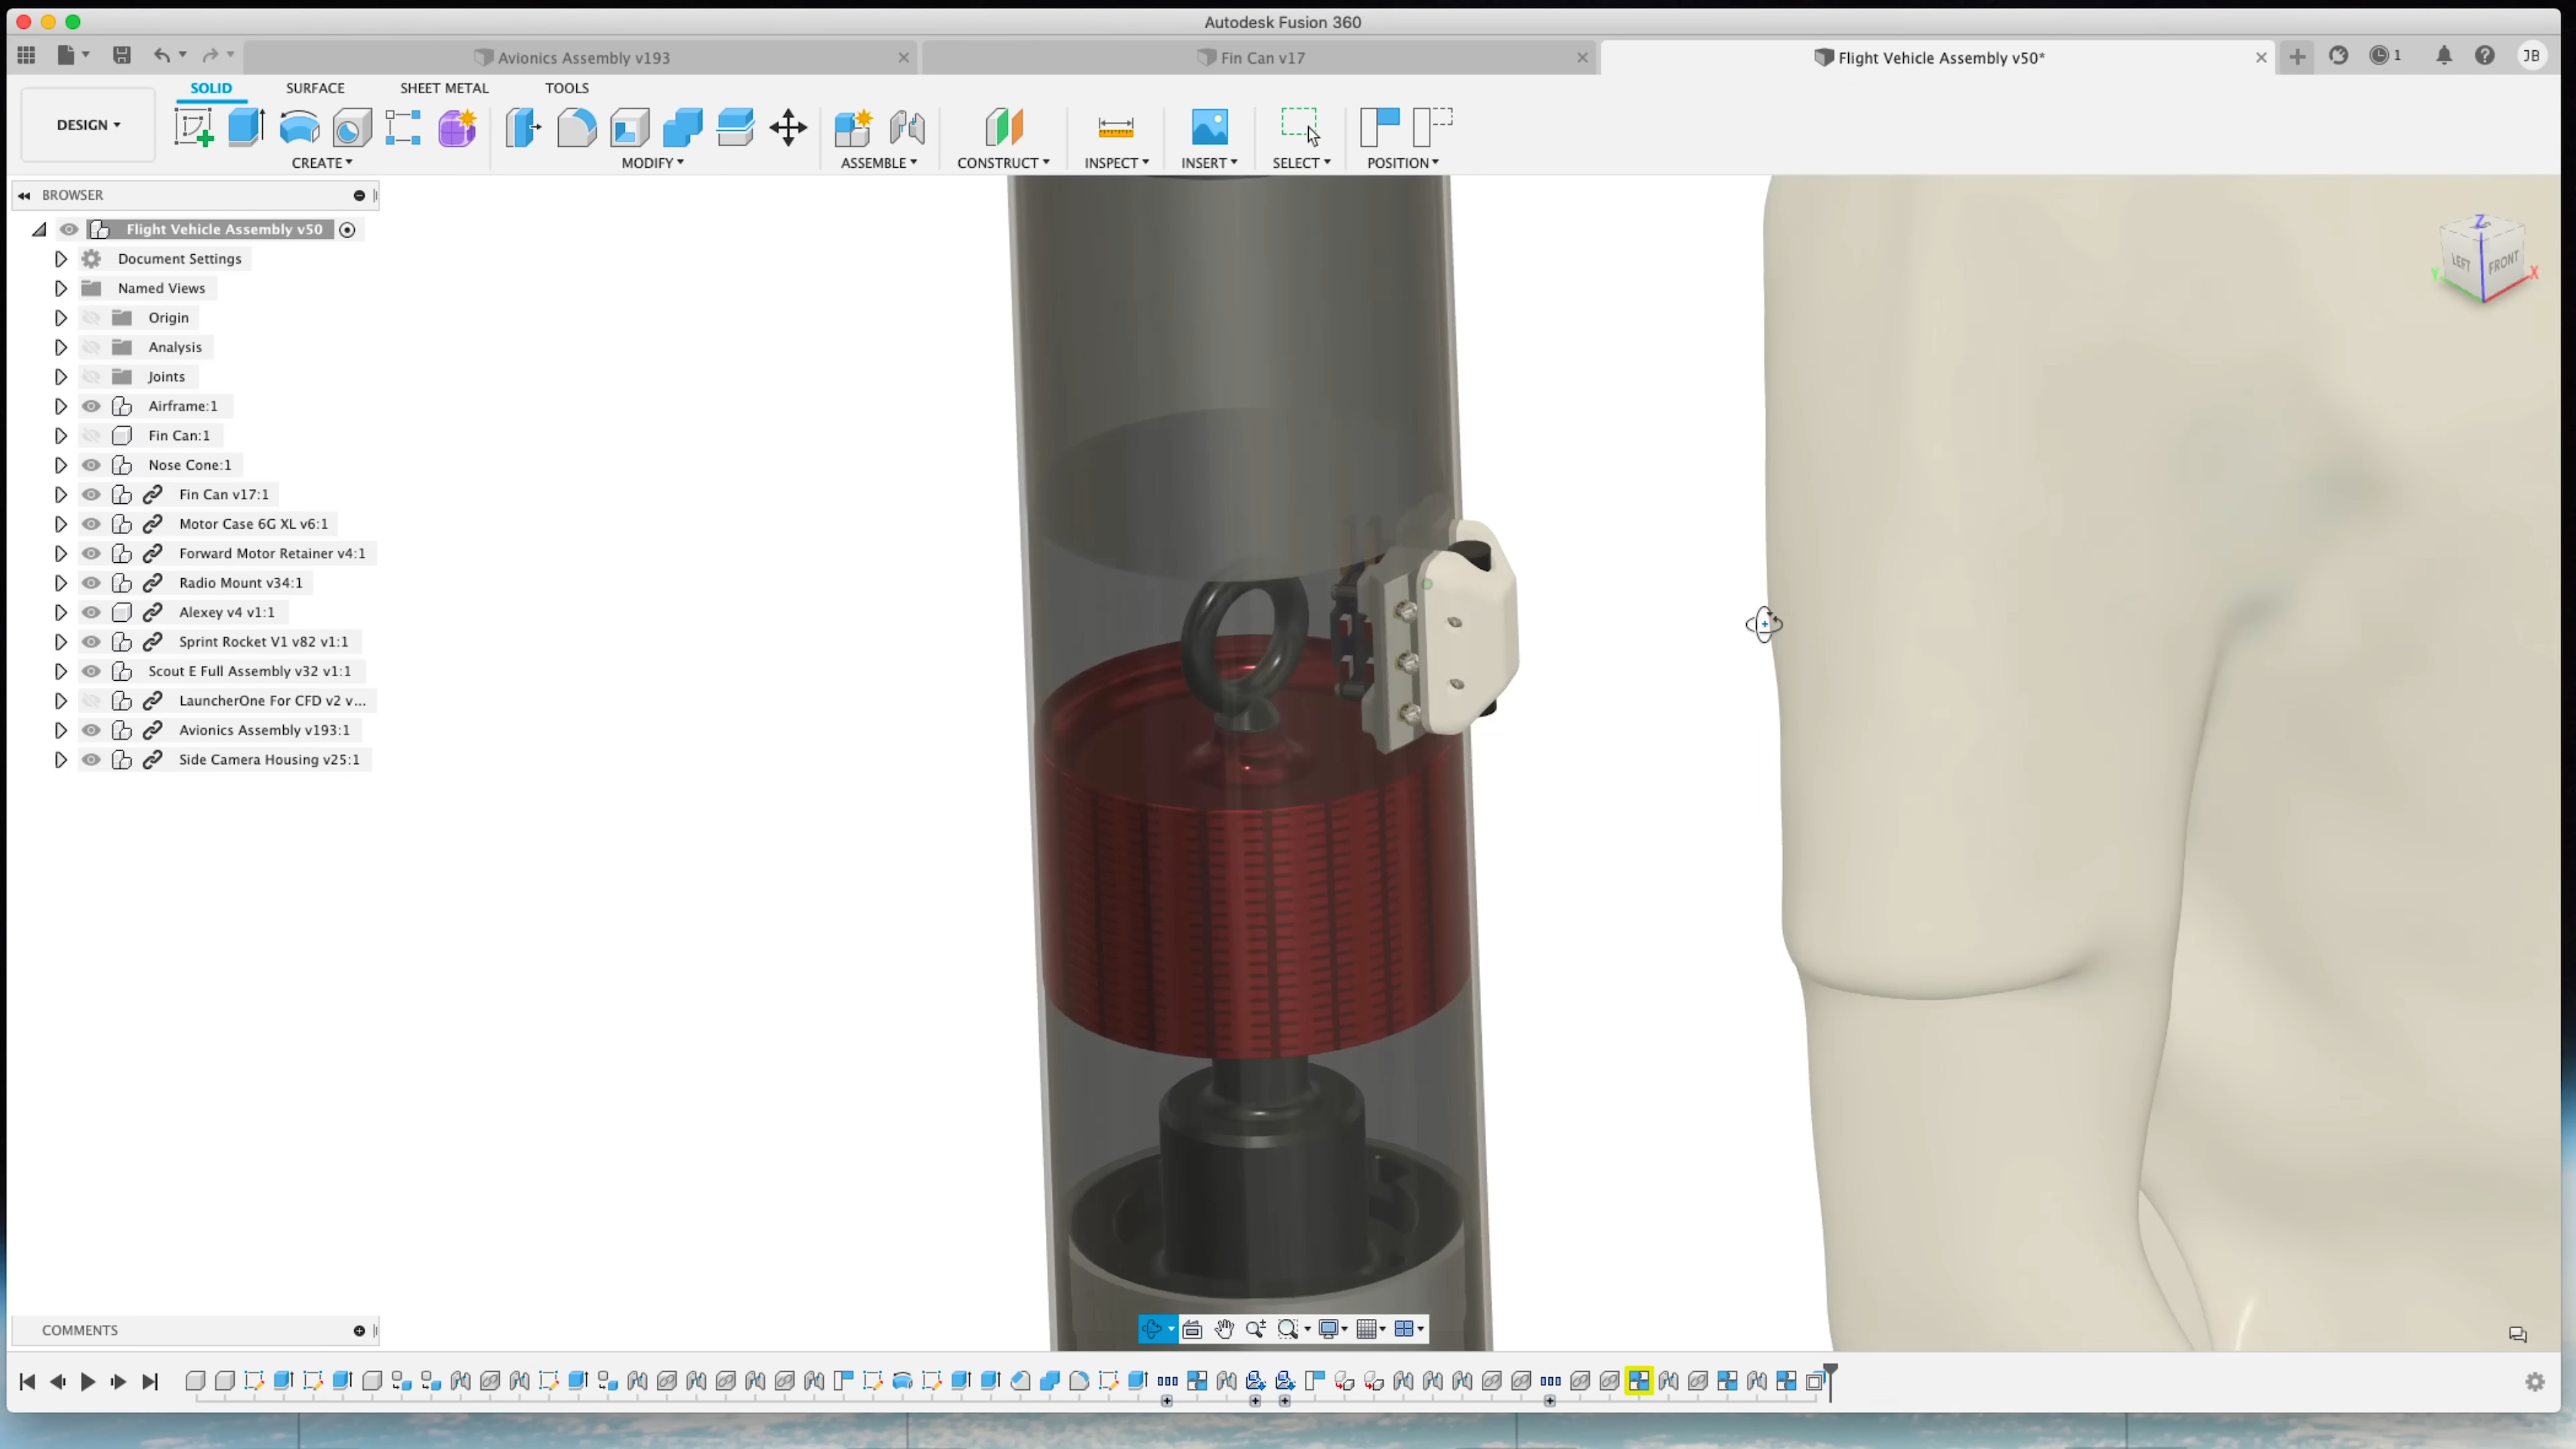 Autodesk Fusion 360
Avionics Assembly v193
Fin Can v17
Flight Vehicle Assembly v50*
1
JB
SOLID
SURFACE
SHEET METAL
TOOLS
DESIGN
CREATE
MODIFY
ASSEMBLE
CONSTRUCT
INSPECT
INSERT
SELECT
POSITION
BROWSER
Flight Vehicle Assembly v50
Document Settings
Named Views
Origin
Analysis
Joints
Airframe:1
Fin Can:1
Nose Cone:1
Fin Can v17:1
Motor Case 6G XL v6:1
Forward Motor Retainer v4:1
Radio Mount v34:1
Alexey v4 v1:1
Sprint Rocket V1 v82 v1:1
Scout E Full Assembly v32 v1:1
LauncherOne For CFD v2 v...
Avionics Assembly v193:1
Side Camera Housing v25:1
Z
LEFT
FRONT
Y
X
COMMENTS